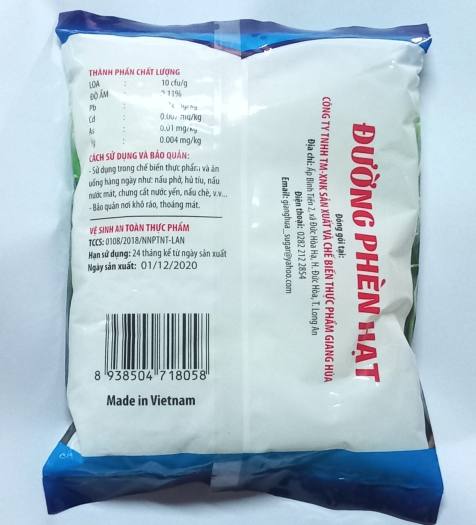 THÀNH PHẦN CHẤT LƯỢNG
LOA : 10 cfu/g
ĐỘ ẨM : 0.11%
Pb :
Cd : mg/kg
As : 0.01 mg/kg
: 0.004 mg/kg
CÁCH SỬ DỤNG VÀ BẢO QUẢN:
- Sử dụng trong chế biến thực phẩm và ăn
uống hàng ngày như: nấu phở, hủ tíu, nấu
nước mát, chưng cất nước yến, nấu chè, v.v...
- Bảo quản nơi khô ráo, thoáng mát.
VỆ SINH AN TOÀN THỰC PHẨM
TCCS: 0108/2018/NNPTNT-LAN
Hạn sử dụng: 24 tháng kể từ ngày sản xuất
Ngày sản xuất: 01/12/2020
8 938504 718058
Made in Vietnam
ĐƯỜNG PHÈN HẠT
Đóng gói tại:
CÔNG TY TNHH TM-XNK SẢN XUẤT VÀ CHẾ BIẾN THỰC PHẨM GIANG HÙA
Địa chỉ: Ấp Bình Tiền 2, xã Đức Hòa Hạ, H. Đức Hòa, T. Long An
Điện thoại: 0282 212 2854
Email: gianghua_sugar@yahoo.com